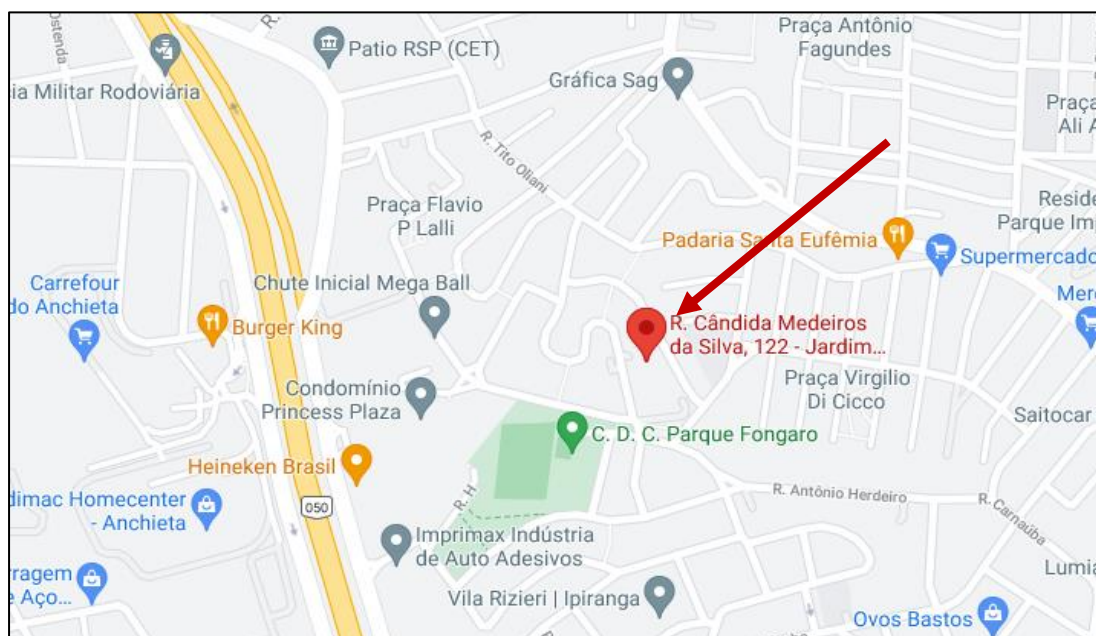 Ostenda
R.
Patio RSP (CET)
Praça Antônio
Fagundes
Gráfica Sag
ia Militar Rodoviária
Praça
Ali A
R. Tito Oliani
Praça Flavio
P Lalli
Reside
Parque Imp
Padaria Santa Eufêmia
Supermercado
Carrefour
do Anchieta
Chute Inicial Mega Ball
Merc
Burger King
R. Cândida Medeiros
da Silva, 122 - Jardim...
Condomínio
Princess Plaza
Praça Virgilio
Di Cicco
Saitocar
C. D. C. Parque Fongaro
Heineken Brasil
R. H
R. Antônio Herdeiro
R. Carnaúba
dimac Homecenter
- Anchieta
050
Imprimax Indústria
de Auto Adesivos
Lumia
rragem
e Aço...
Vila Rizieri | Ipiranga
Ovos Bastos